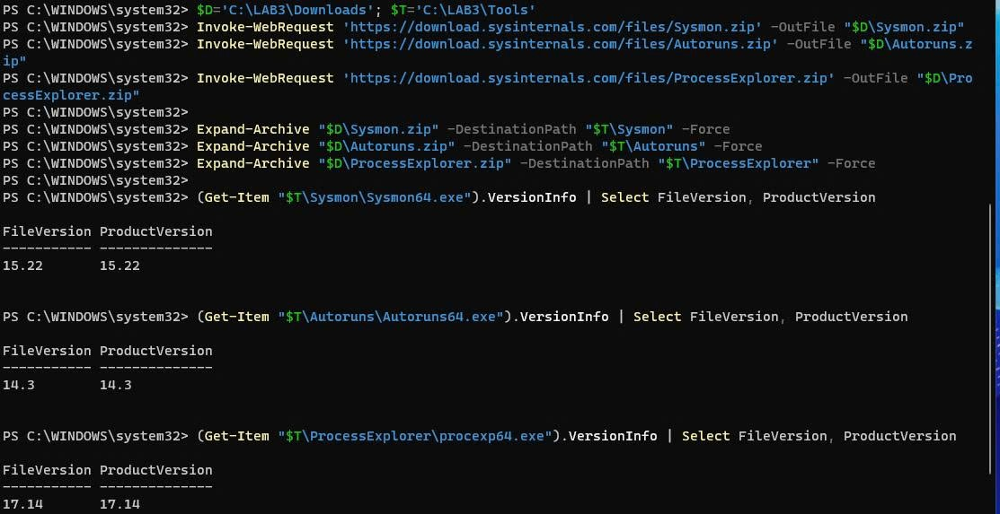 PS C:\WINDOWS\system32> $D='C:\LAB3\Downloads'; $T='C:\LAB3\Tools'
PS C:\WINDOWS\system32> Invoke-WebRequest 'https://download.sysinternals.com/files/Sysmon.zip' -OutFile "$D\Sysmon.zip"
PS C:\WINDOWS\system32> Invoke-WebRequest 'https://download.sysinternals.com/files/Autoruns.zip' -OutFile "$D\Autoruns.z
ip"
PS C:\WINDOWS\system32> Invoke-WebRequest 'https://download.sysinternals.com/files/ProcessExplorer.zip' -OutFile "$D\Pro
cessExplorer.zip"
PS C:\WINDOWS\system32>
PS C:\WINDOWS\system32> Expand-Archive "$D\Sysmon.zip" -DestinationPath "$T\Sysmon" -Force
PS C:\WINDOWS\system32> Expand-Archive "$D\Autoruns.zip" -DestinationPath "$T\Autoruns" -Force
PS C:\WINDOWS\system32> Expand-Archive "$D\ProcessExplorer.zip" -DestinationPath "$T\ProcessExplorer" -Force
PS C:\WINDOWS\system32>
PS C:\WINDOWS\system32> (Get-Item "$T\Sysmon\Sysmon64.exe").VersionInfo | Select FileVersion, ProductVersion
FileVersion ProductVersion
----------- --------------
15.22       15.22
PS C:\WINDOWS\system32> (Get-Item "$T\Autoruns\Autoruns64.exe").VersionInfo | Select FileVersion, ProductVersion
FileVersion ProductVersion
----------- --------------
14.3        14.3
PS C:\WINDOWS\system32> (Get-Item "$T\ProcessExplorer\procexp64.exe").VersionInfo | Select FileVersion, ProductVersion
FileVersion ProductVersion
----------- --------------
17.14       17.14